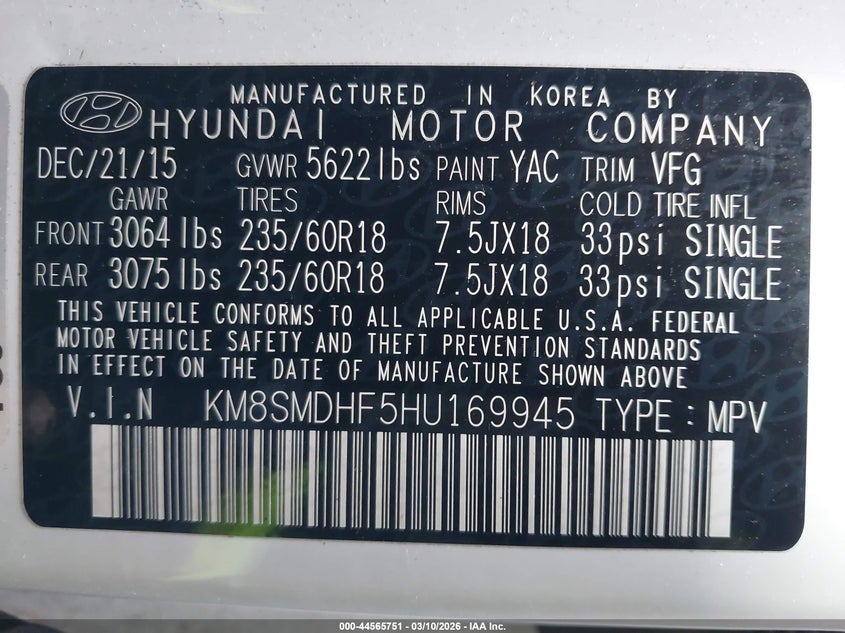 MANUFACTURED IN KOREA BY
HYUNDAI MOTOR COMPANY
DEC/21/15 GVWR 5622lbs PAINT YAC TRIM VFG
GAWR TIRES RIMS COLD TIRE INFL
FRONT 3064lbs 235/60R18 7.5JX18 33psi SINGLE
REAR 3075lbs 235/60R18 7.5JX18 33psi SINGLE
THIS VEHICLE CONFORMS TO ALL APPLICABLE U.S.A. FEDERAL
MOTOR VEHICLE SAFETY AND THEFT PREVENTION STANDARDS
IN EFFECT ON THE DATE OF MANUFACTURE SHOWN ABOVE
V.I.N KM8SMDHF5HU169945 TYPE : MPV
000-44565751 | 03/10/2026 – IAA Inc.